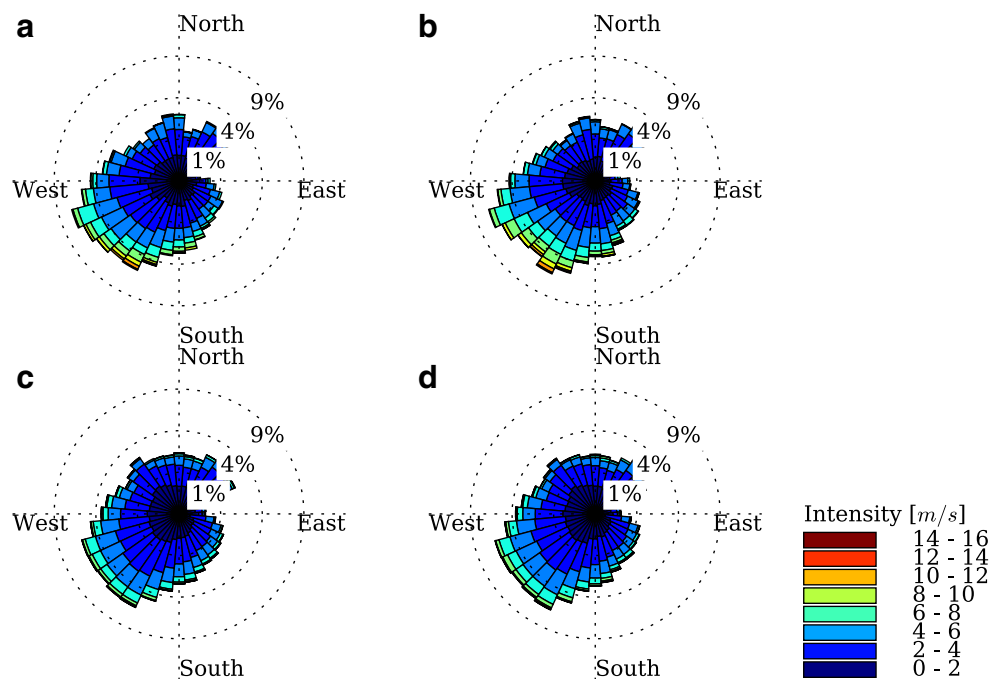 a
North
9%
4%
1%
West
East
South
b
North
9%
4%
1%
West
East
South
c
North
9%
4%
1%
West
East
South
d
North
9%
4%
1%
West
East
South
Intensity [m/s]
14 - 16
12 - 14
10 - 12
8 - 10
6 - 8
4 - 6
2 - 4
0 - 2